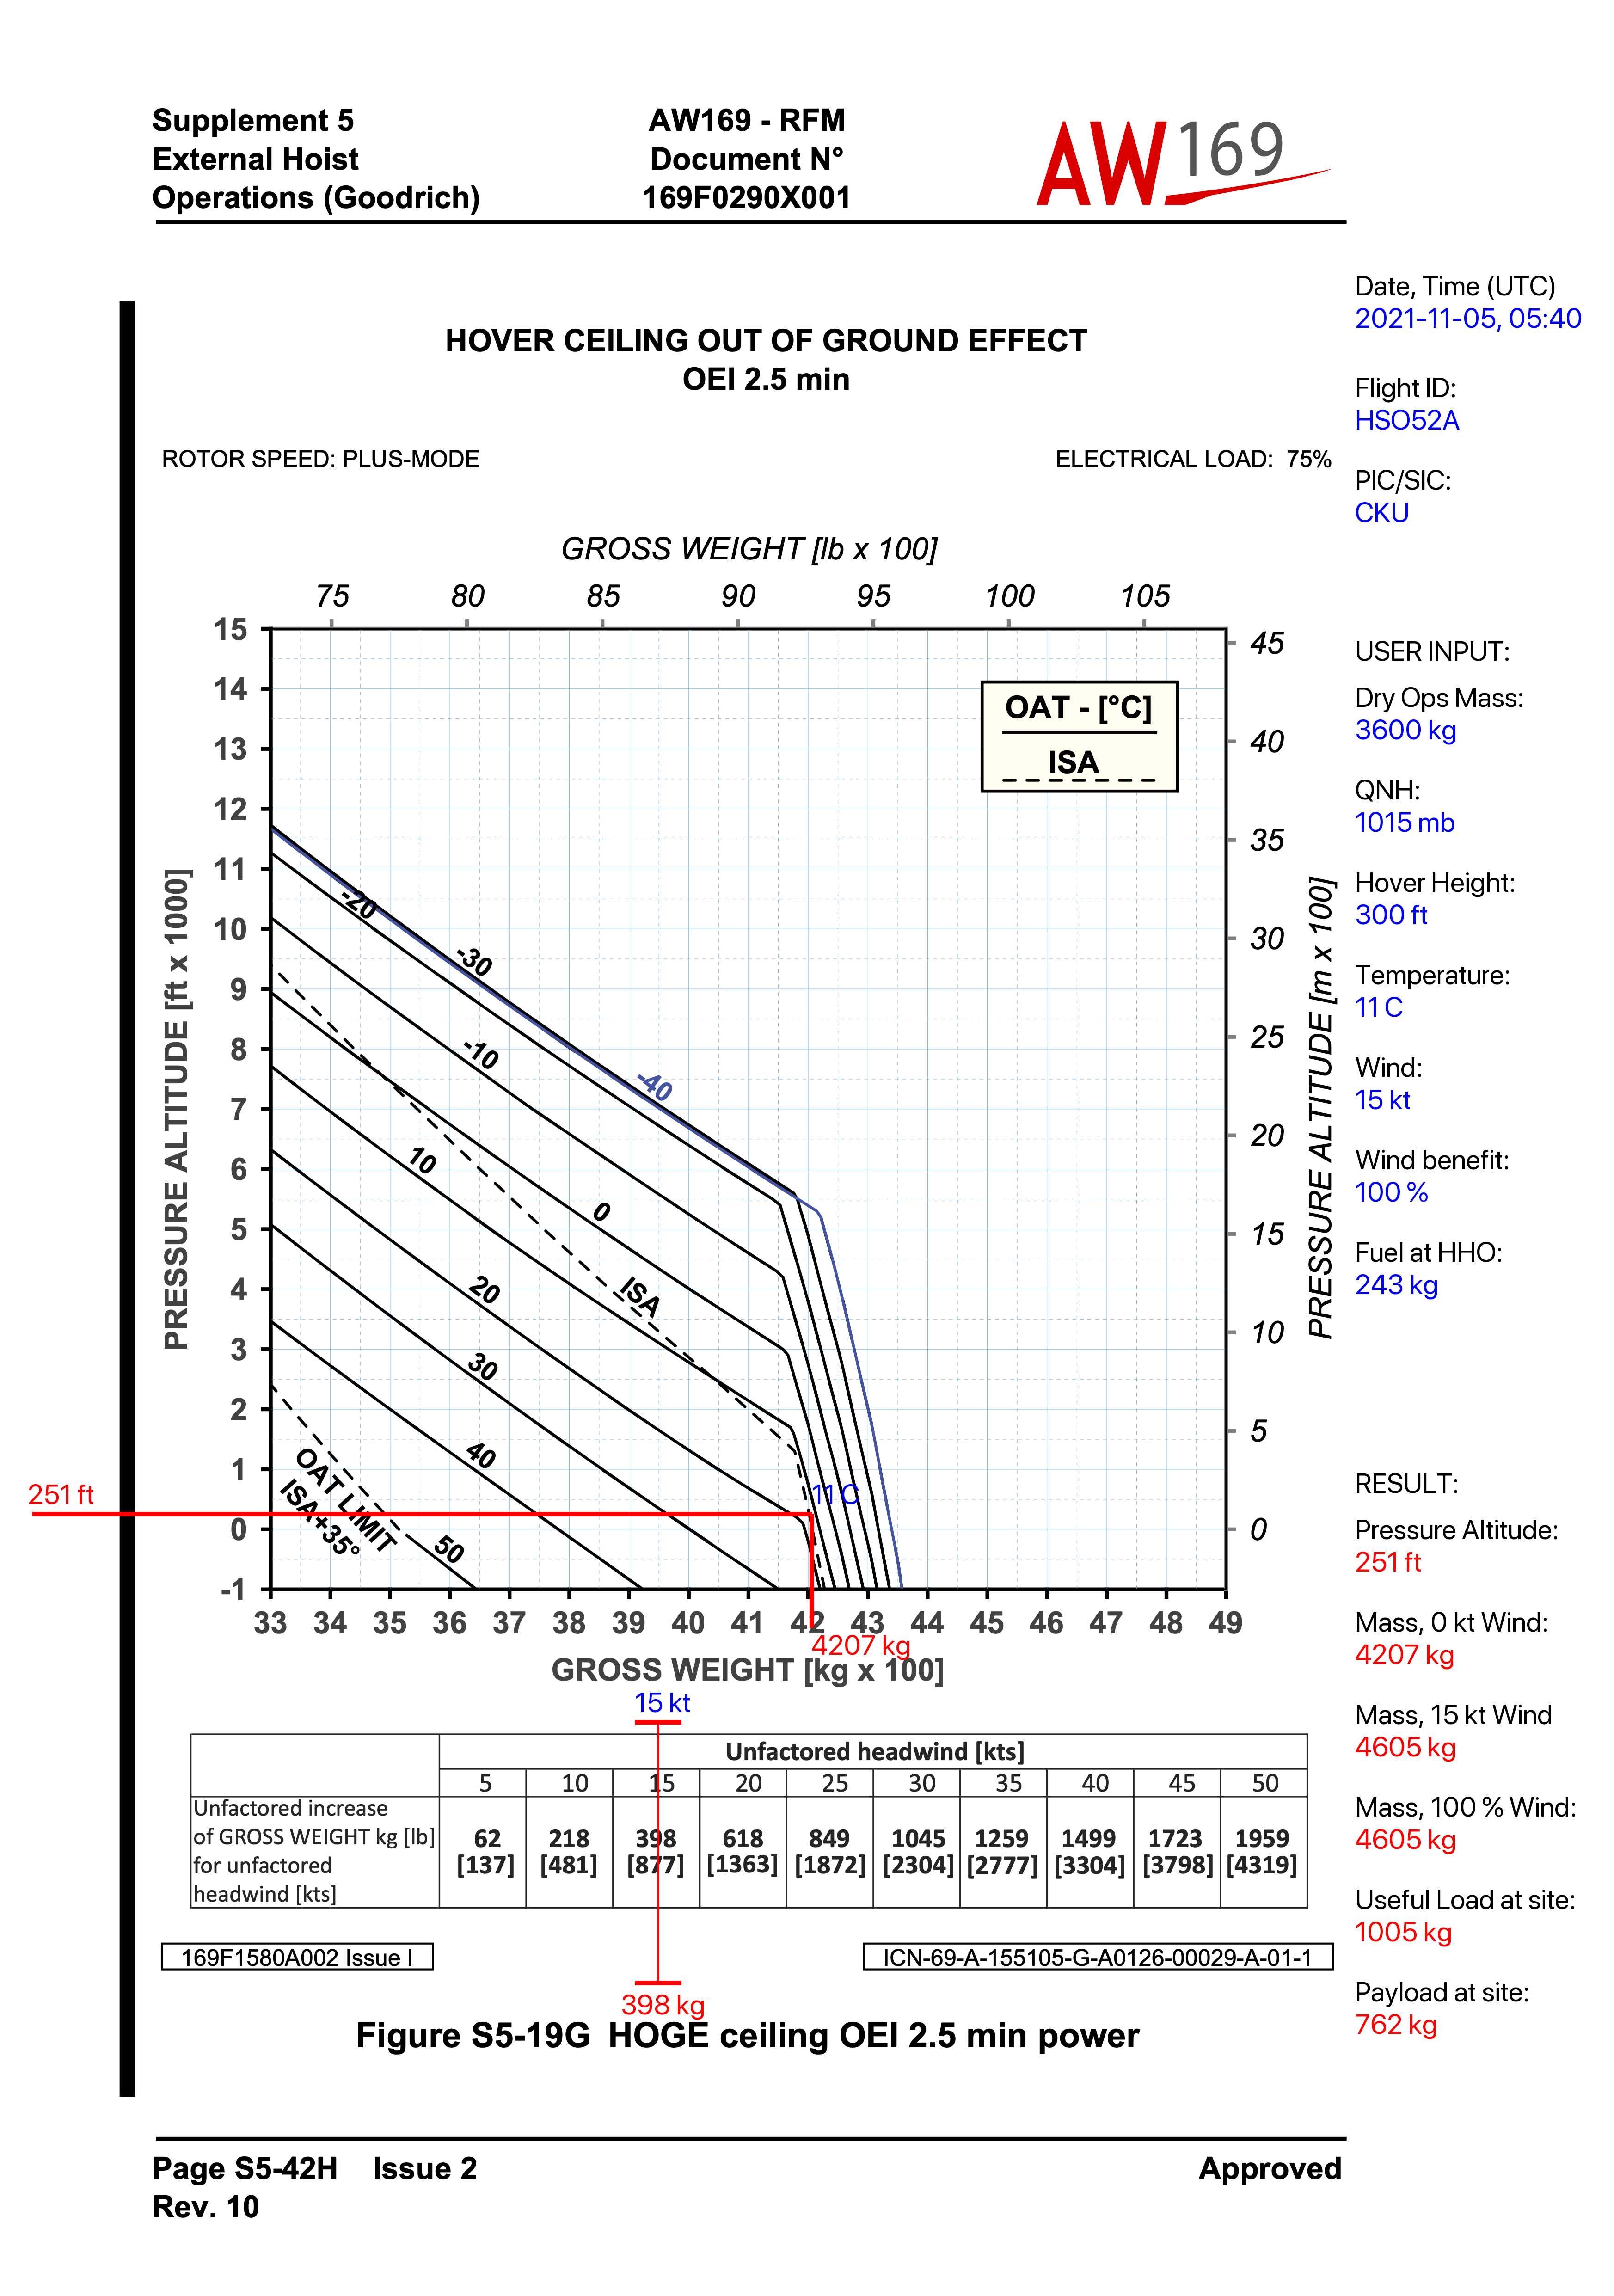 Supplement 5
External Hoist
Operations (Goodrich)
AW169 - RFM
Document N°
169F0290X001
AW169
HOVER CEILING OUT OF GROUND EFFECT
OEI 2.5 min
ROTOR SPEED: PLUS-MODE
ELECTRICAL LOAD: 75%
GROSS WEIGHT [lb x 100]
75 80 85 90 95 100 105
15
14
13
12
11
10
9
8
7
6
5
4
3
2
1
0
-1
PRESSURE ALTITUDE [ft x 1000]
OAT - [°C]
ISA
-20
-30
-10
-40
10
0
20
ISA
30
40
OAT LIMIT
ISA+35°
50
251 ft
11 C
45
40
35
30
25
20
15
10
5
0
PRESSURE ALTITUDE [m x 100]
33 34 35 36 37 38 39 40 41 42 43 44 45 46 47 48 49
4207 kg
GROSS WEIGHT [kg x 100]
15 kt
Unfactored headwind [kts]
5 10 15 20 25 30 35 40 45 50
Unfactored increase
of GROSS WEIGHT kg [lb]
for unfactored
headwind [kts]
62 218 398 618 849 1045 1259 1499 1723 1959
[137] [481] [877] [1363] [1872] [2304] [2777] [3304] [3798] [4319]
169F1580A002 Issue I
ICN-69-A-155105-G-A0126-00029-A-01-1
398 kg
Figure S5-19G HOGE ceiling OEI 2.5 min power
Page S5-42H Issue 2
Rev. 10
Approved
Date, Time (UTC)
2021-11-05, 05:40
Flight ID:
HSO52A
PIC/SIC:
CKU
USER INPUT:
Dry Ops Mass:
3600 kg
QNH:
1015 mb
Hover Height:
300 ft
Temperature:
11 C
Wind:
15 kt
Wind benefit:
100 %
Fuel at HHO:
243 kg
RESULT:
Pressure Altitude:
251 ft
Mass, 0 kt Wind:
4207 kg
Mass, 15 kt Wind
4605 kg
Mass, 100 % Wind:
4605 kg
Useful Load at site:
1005 kg
Payload at site:
762 kg